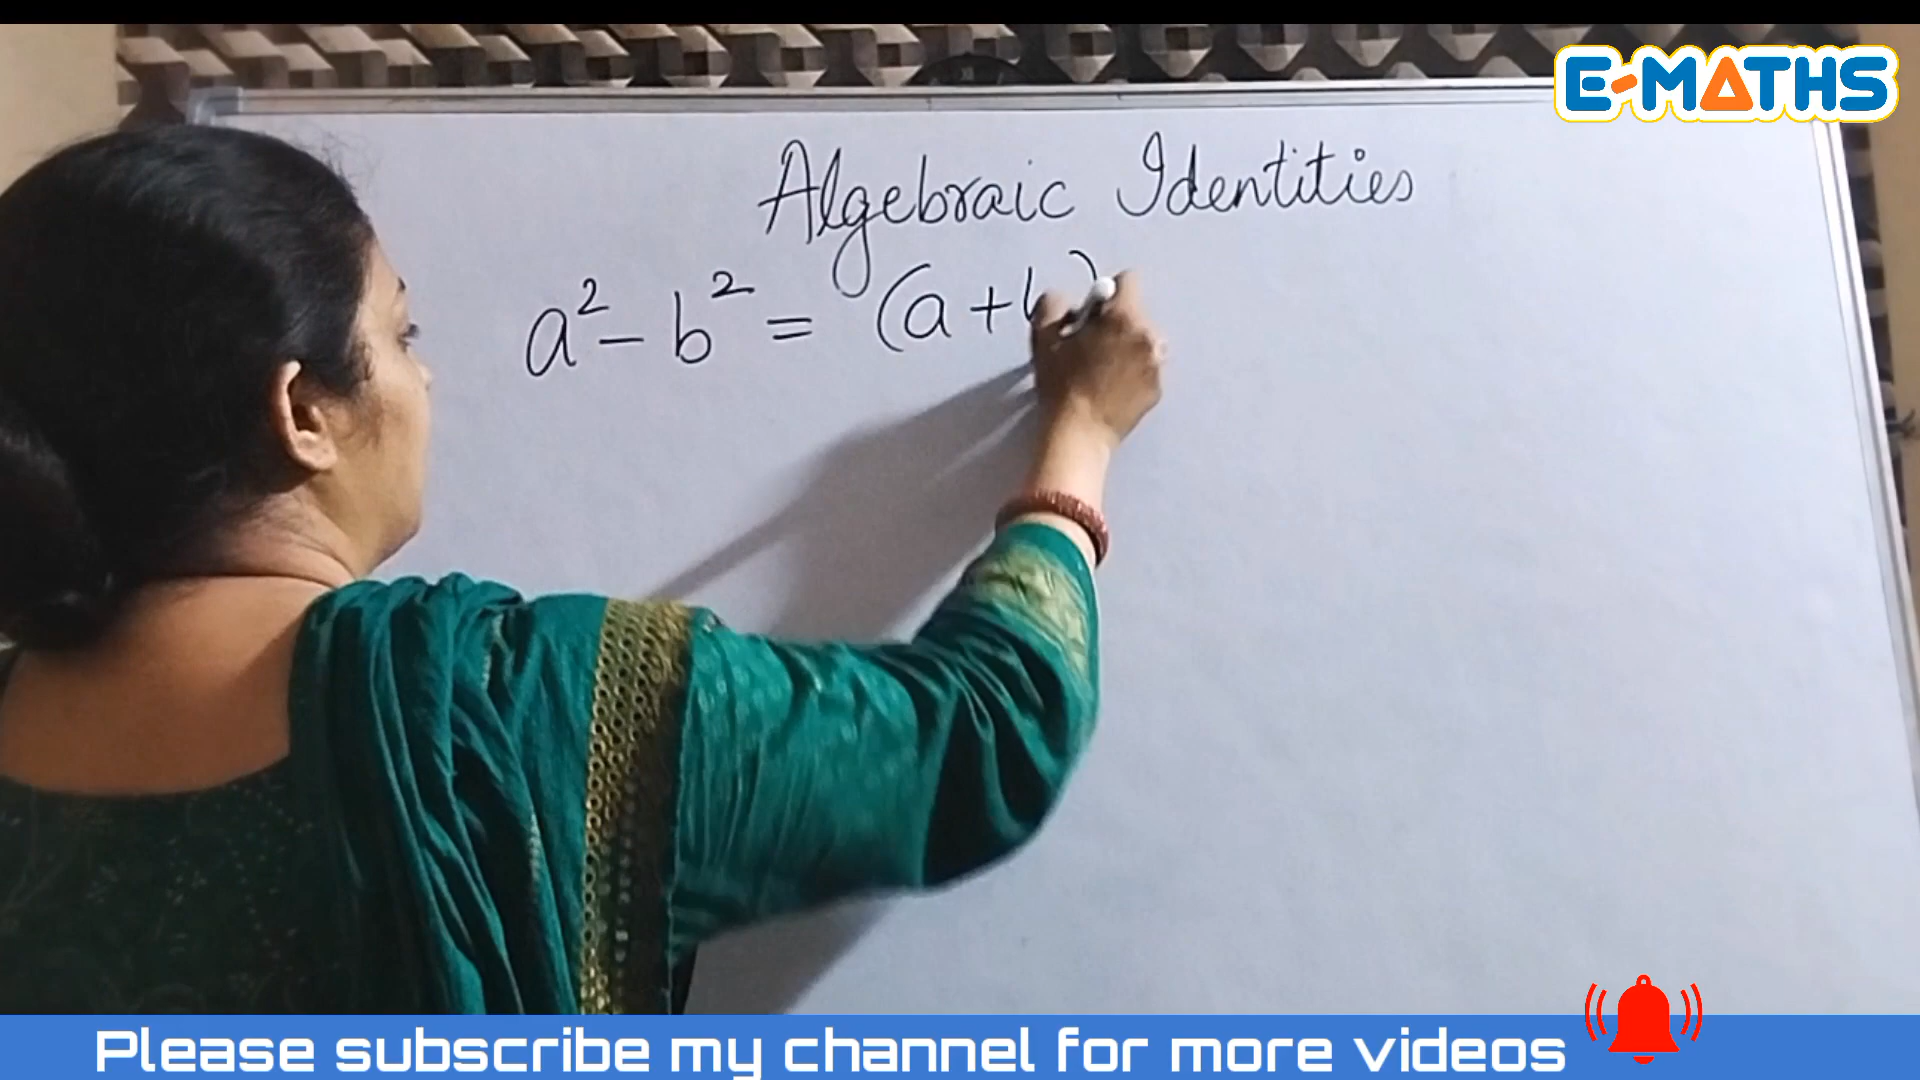 E-MATHS
Algebraic Identities
a² - b² = (a + b)
Please subscribe my channel for more videos